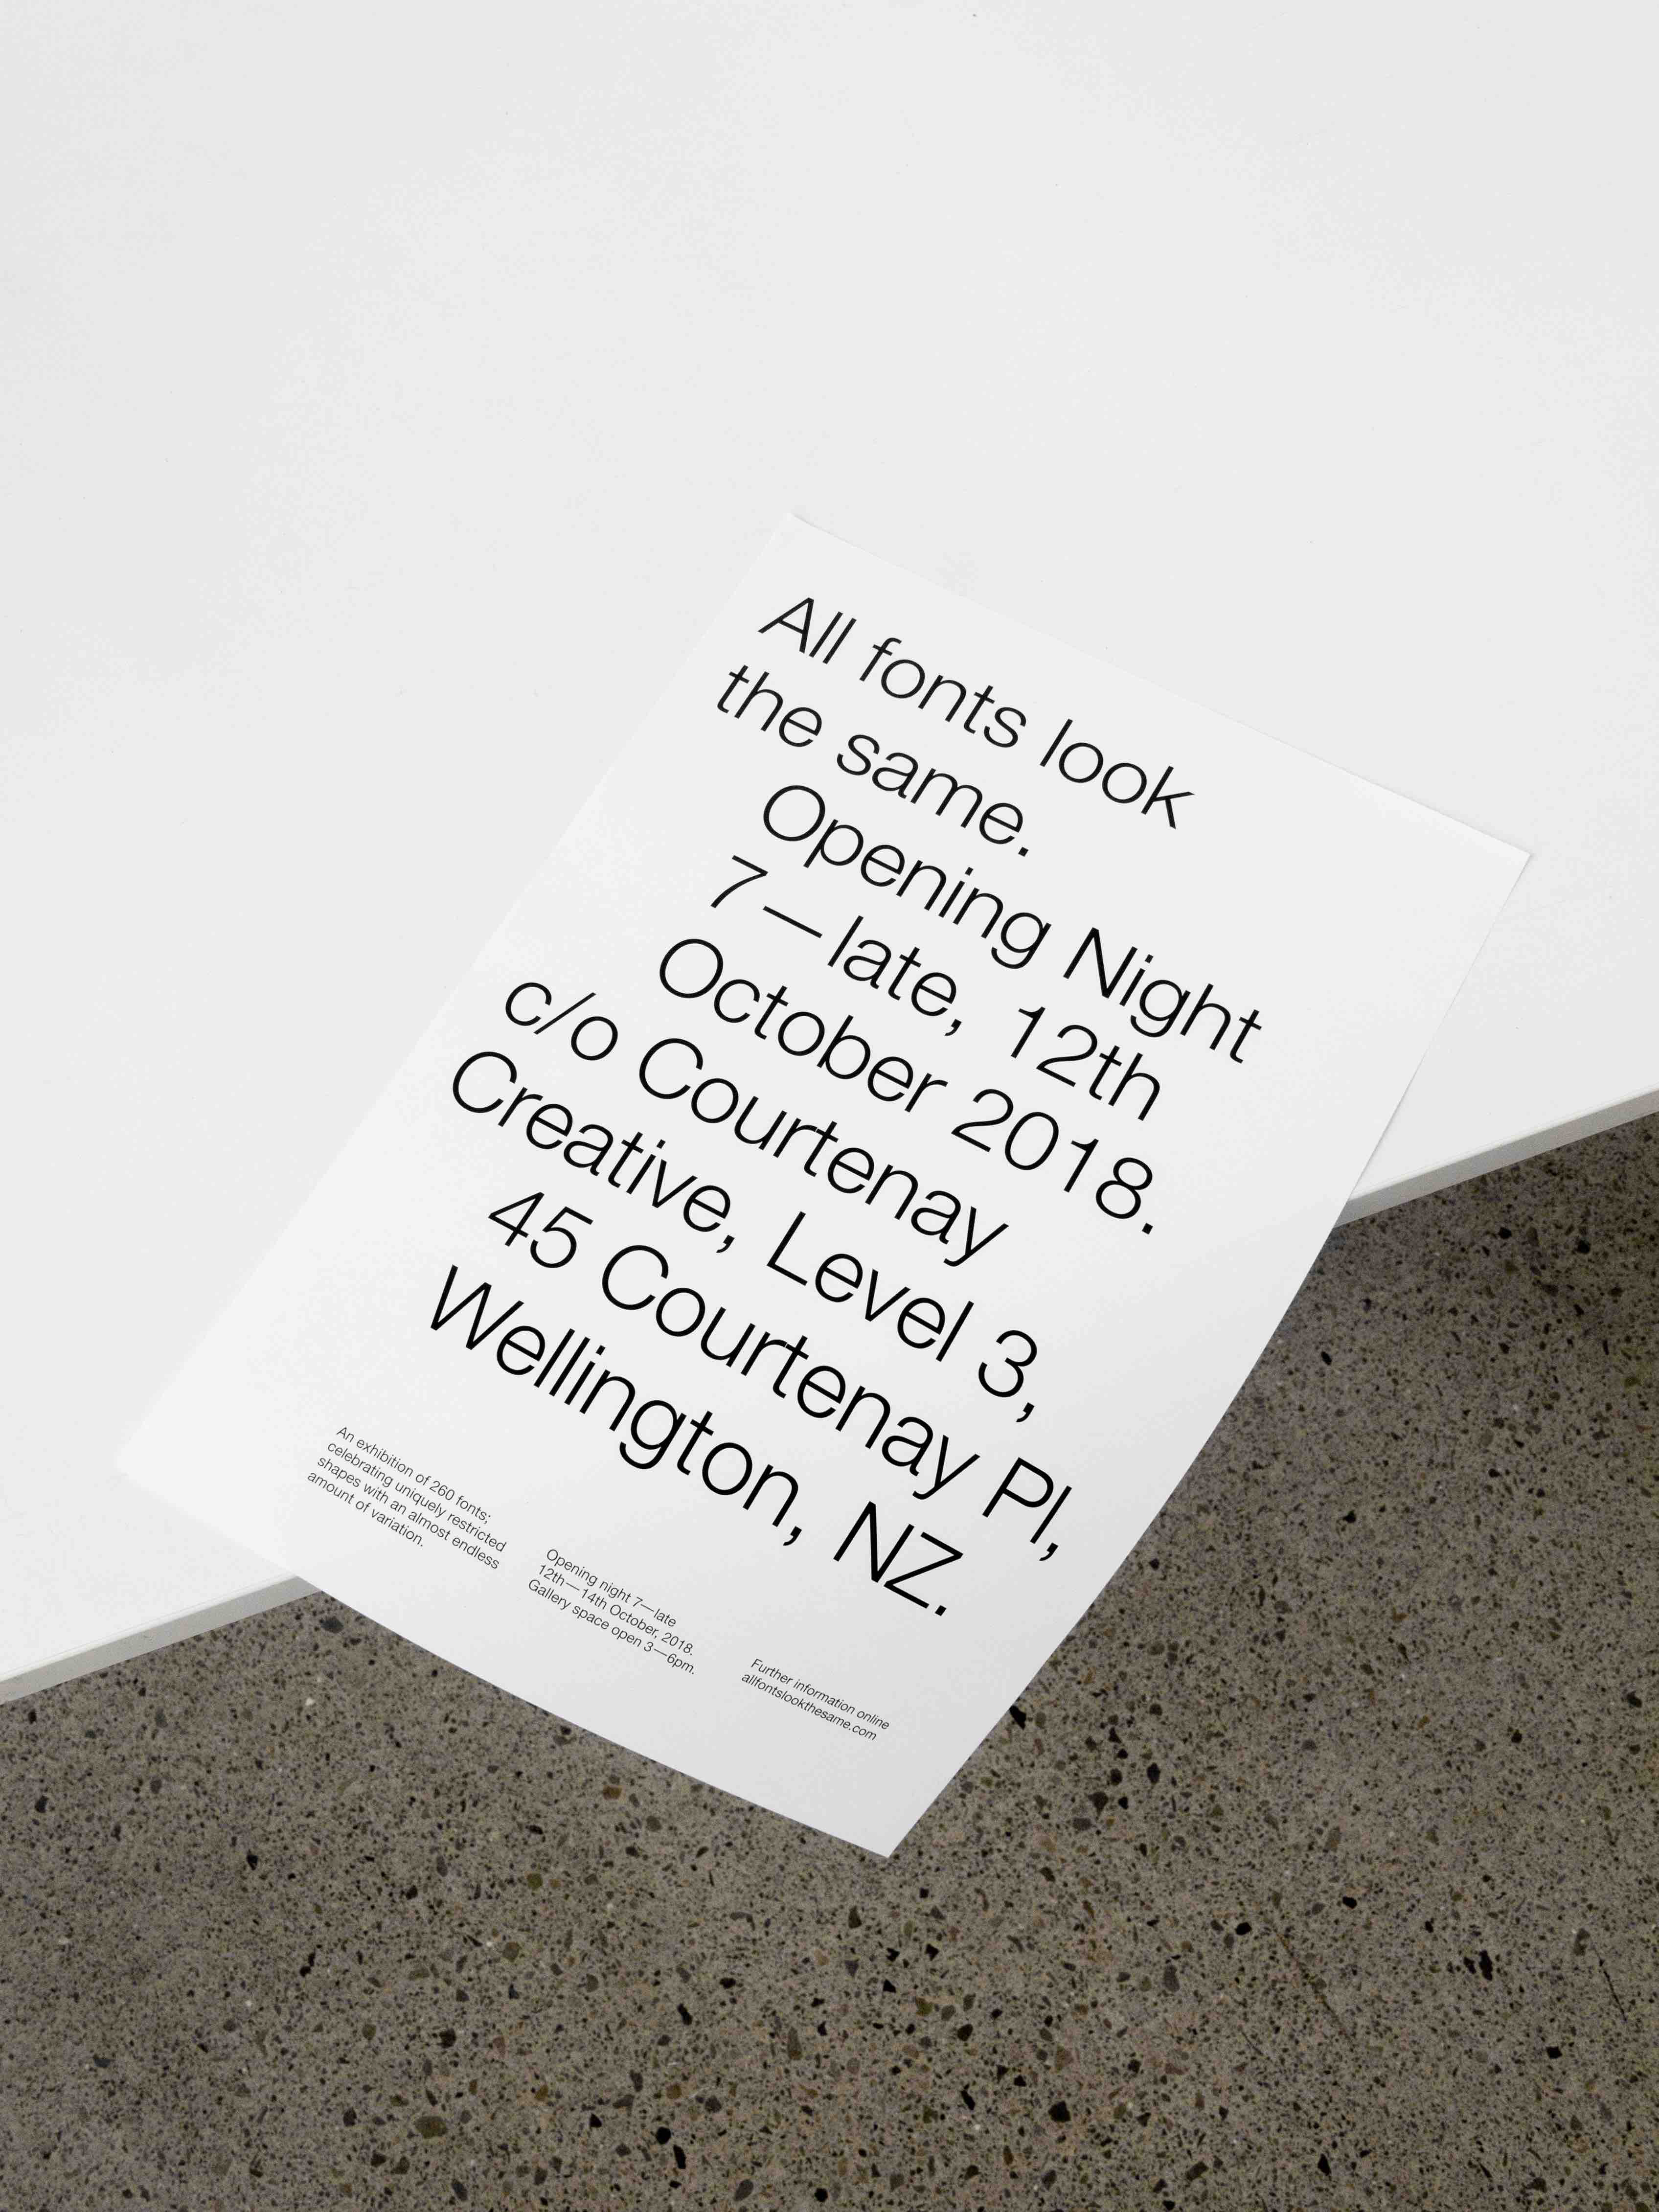 All fonts look
the same.
Opening Night
7—late, 12th
October 2018.
c/o Courtenay
Creative, Level 3,
45 Courtenay Pl,
Wellington, NZ.
An exhibition of 260 fonts;
celebrating uniquely restricted
shapes with an almost endless
amount of variation.
Opening night 7—late
12th—14th October, 2018.
Gallery space open 3—6pm.
Further information online
allfontslookthesame.com